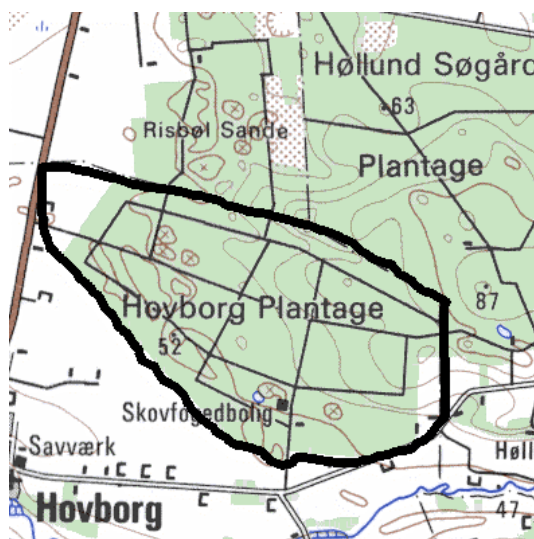 Høllund Søgård
63
Risbøl Sande
Plantage
87
Hovborg Plantage
52
Skovfogedbolig
Savværk
Høll
Hovborg
47